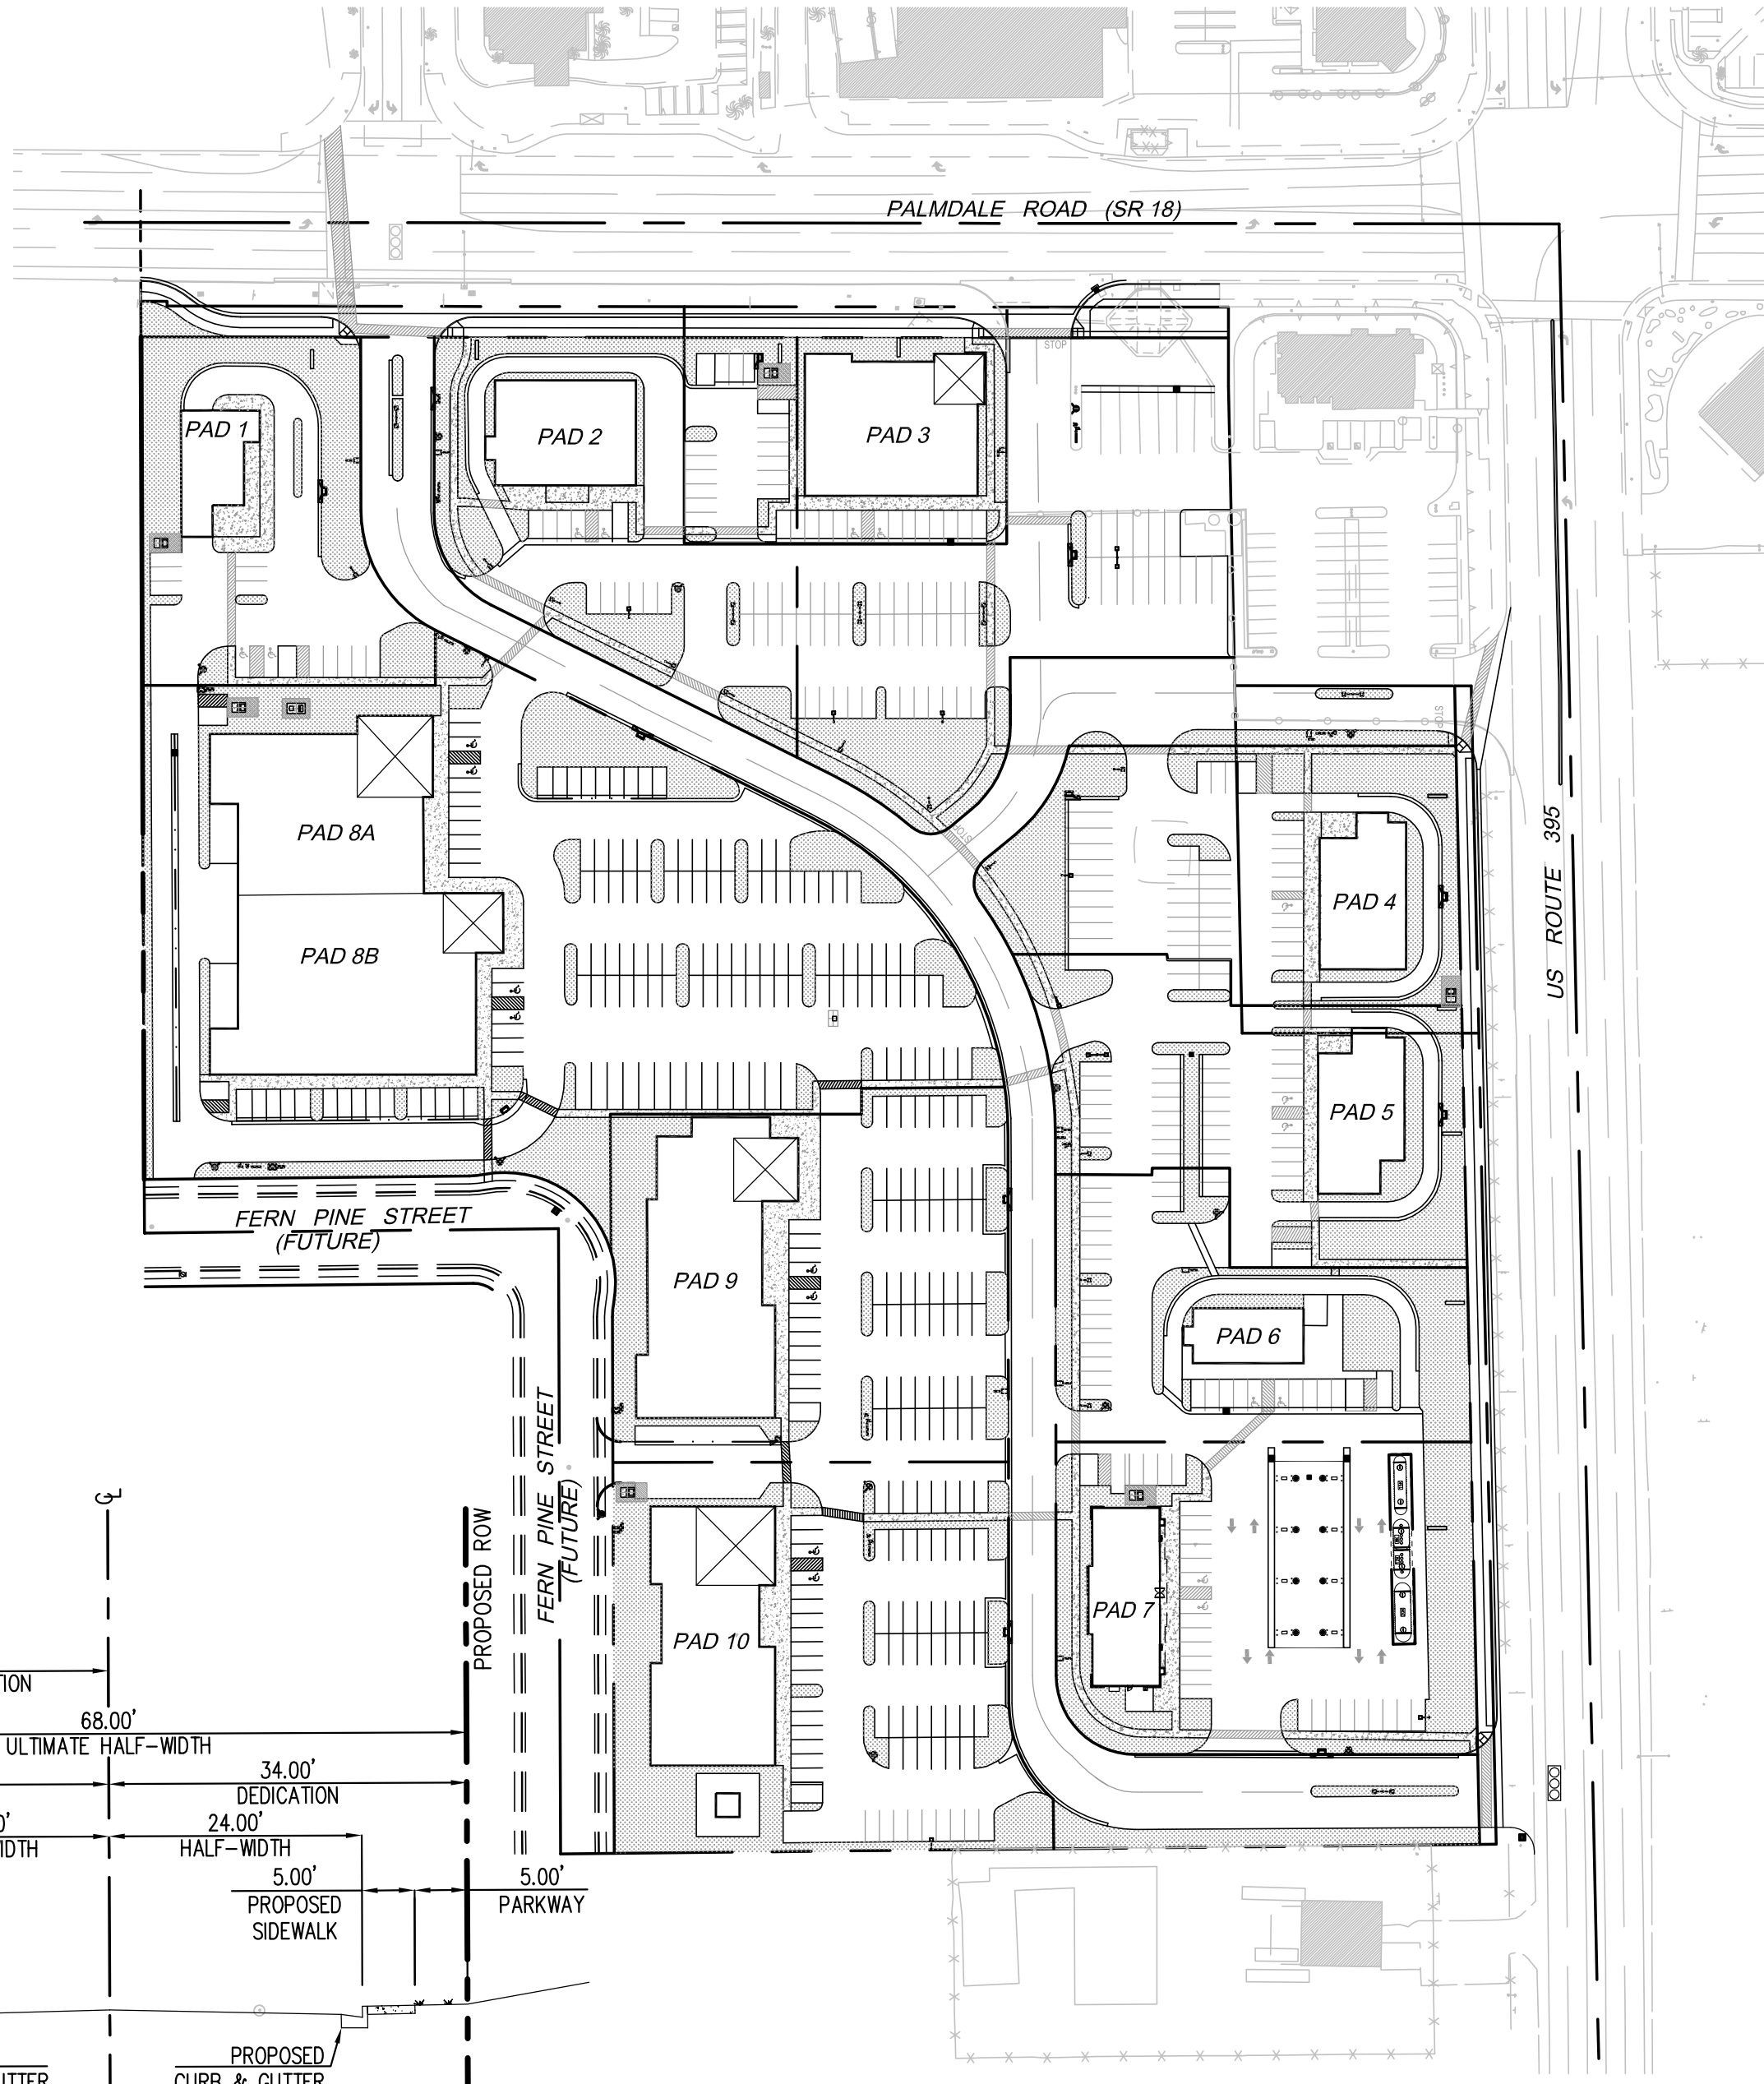 PALMDALE ROAD (SR 18)
STOP
PAD 1
PAD 2
PAD 3
STOP
PAD 8A
STOP
PAD 4
US ROUTE 395
PAD 8B
PAD 5
FERN PINE STREET
(FUTURE)
PAD 9
PAD 6
FERN PINE STREET
(FUTURE)
PROPOSED ROW
PAD 7
PAD 10
68.00'
ULTIMATE HALF-WIDTH
34.00'
DEDICATION
24.00'
HALF-WIDTH
5.00'
PROPOSED
SIDEWALK
5.00'
PARKWAY
PROPOSED
CURB & GUTTER